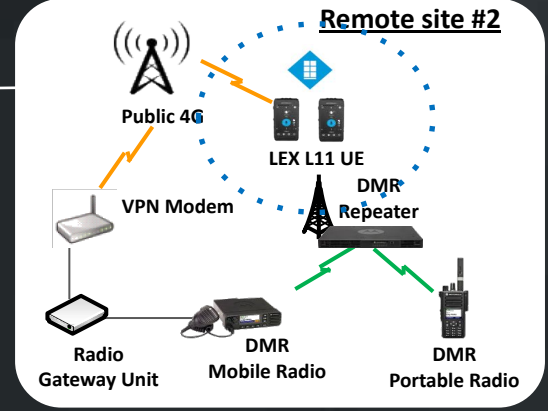 Remote site #2
Public 4G
LEX L11 UE
DMR
Repeater
VPN Modem
Radio
Gateway Unit
DMR
Mobile Radio
DMR
Portable Radio